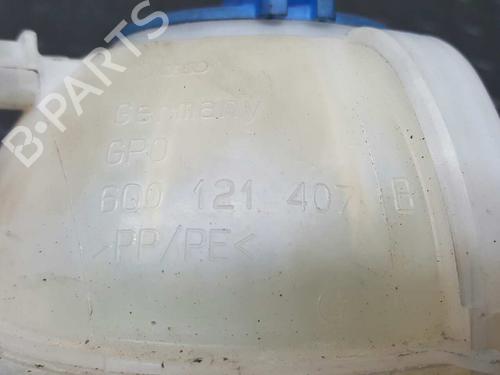 B-PARTS
Germany
GPO
6Q0 121 407 B
>PP/PE<